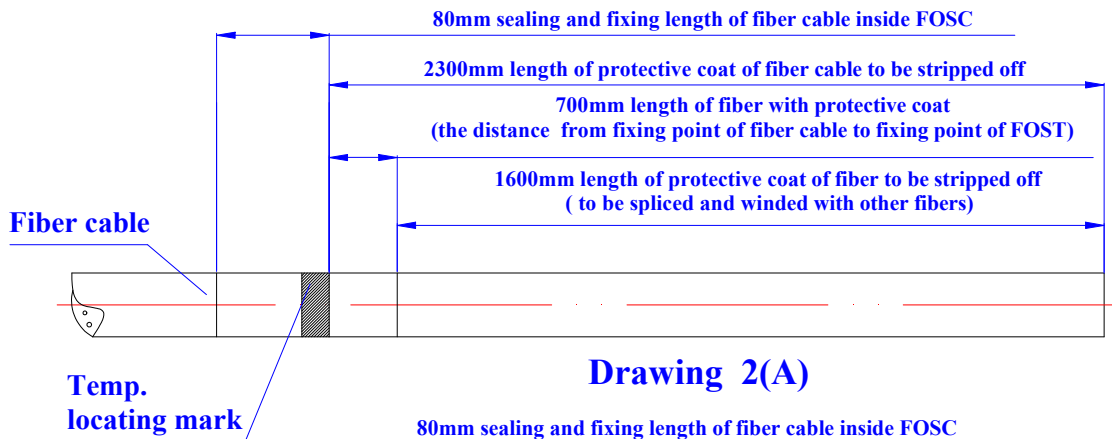 80mm sealing and fixing length of fiber cable inside FOSC
2300mm length of protective coat of fiber cable to be stripped off
700mm length of fiber with protective coat
(the distance from fixing point of fiber cable to fixing point of FOST)
1600mm length of protective coat of fiber to be stripped off
( to be spliced and winded with other fibers)
Fiber cable
Temp.
locating mark
Drawing 2(A)
80mm sealing and fixing length of fiber cable inside FOSC